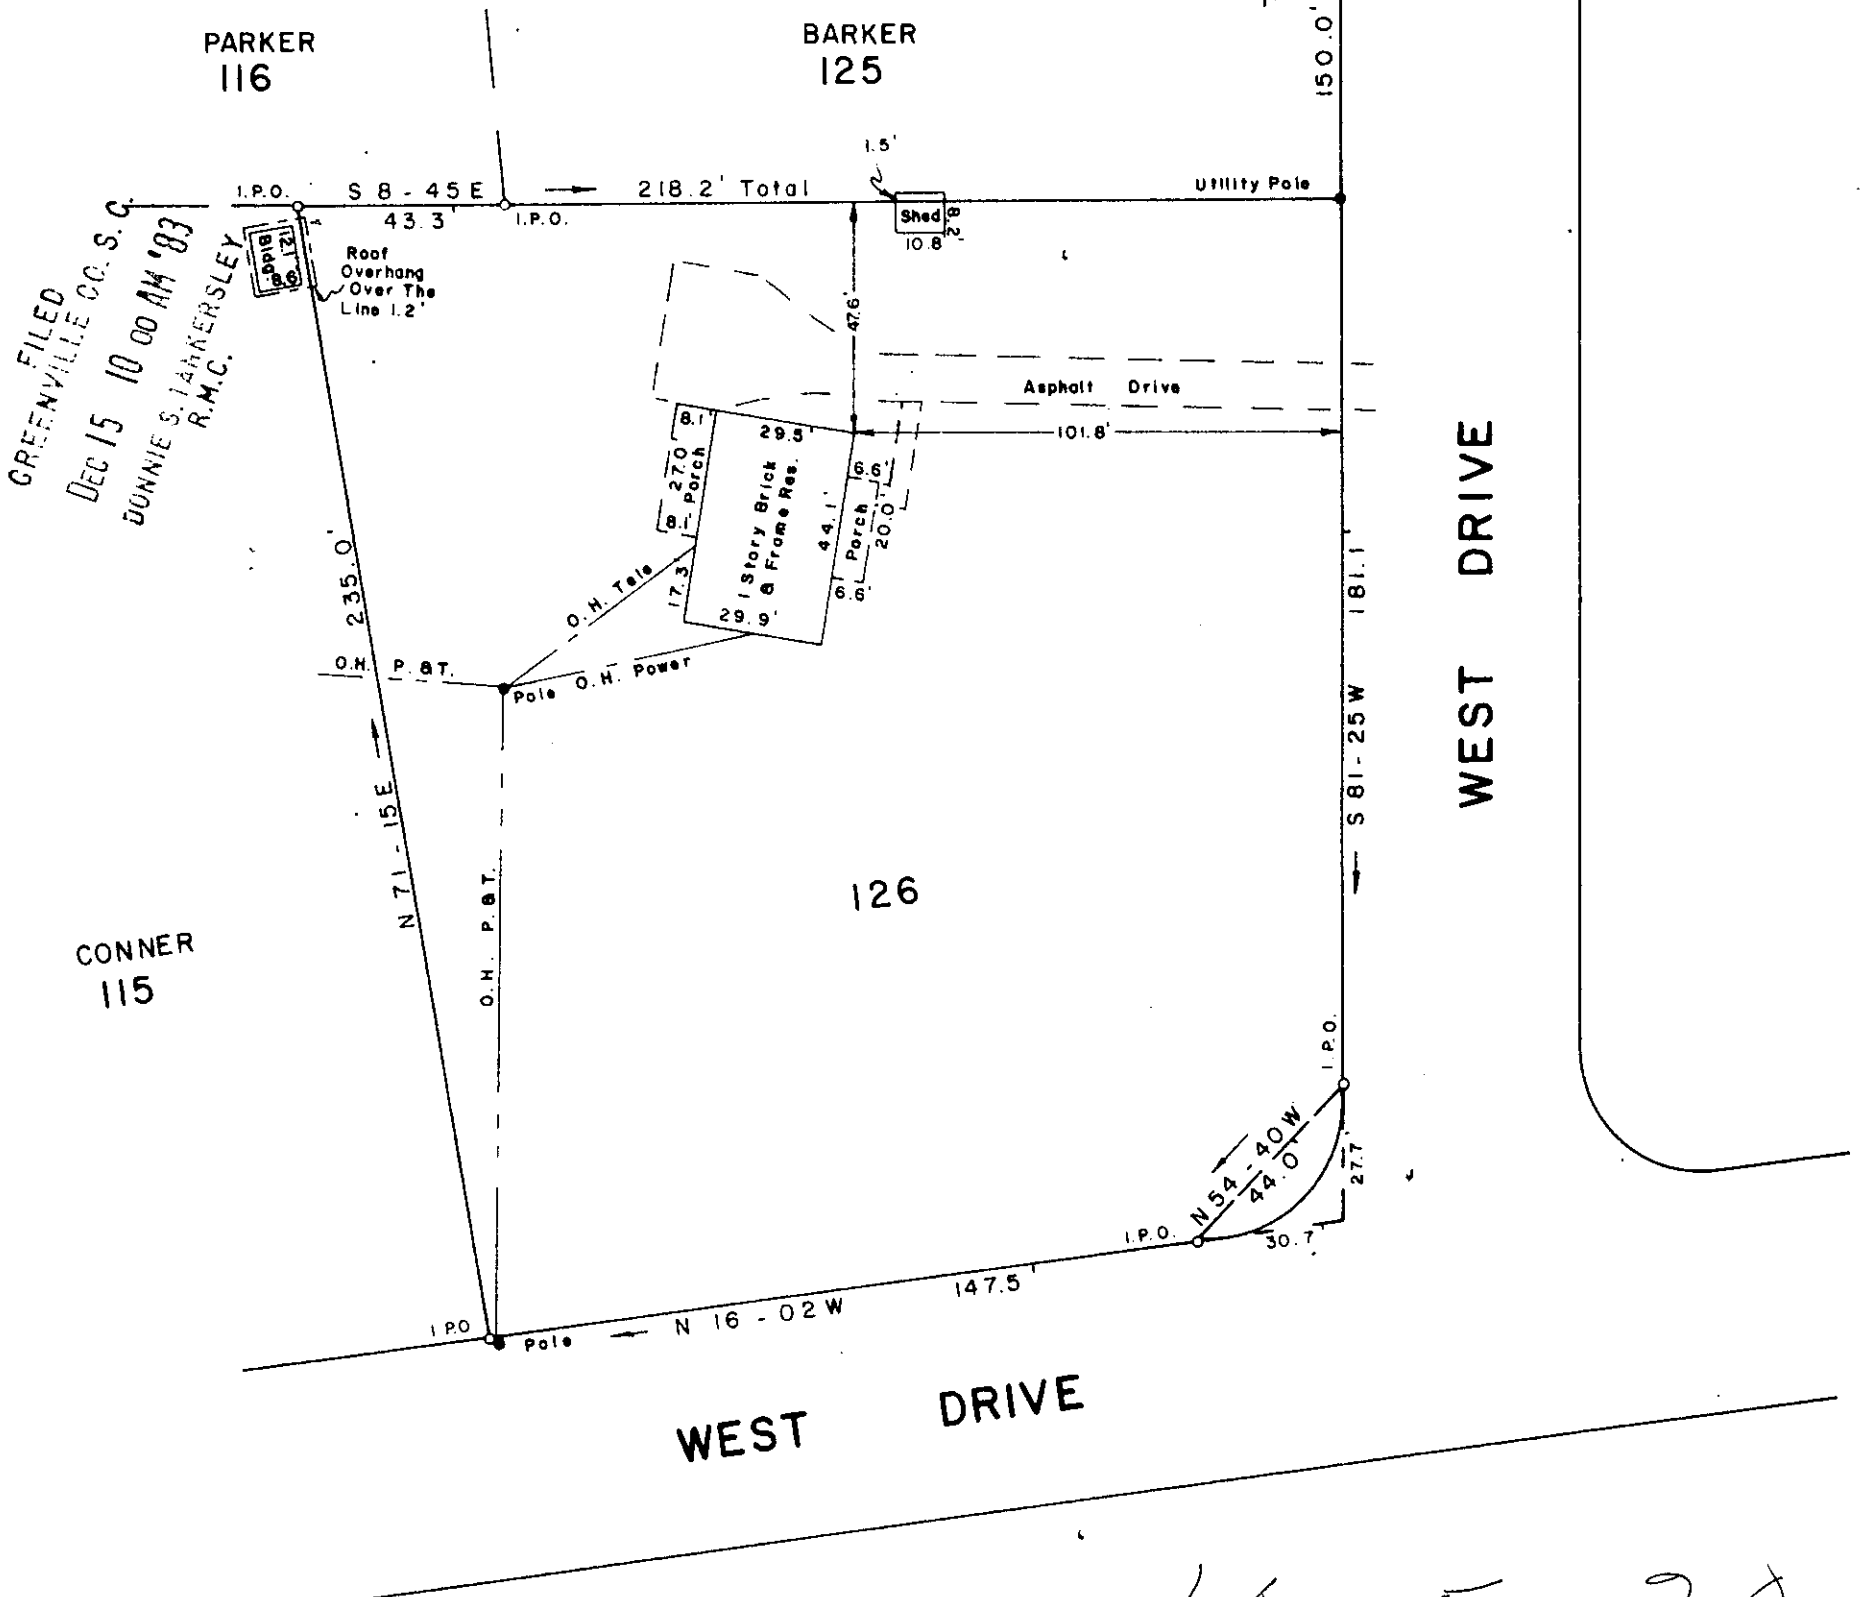 PARKER
116
BARKER
125
150.0'
I.P.O.
S 8 - 45 E
43.3'
I.P.O.
218.2' Total
1.5'
Shed
8.2'
10.8'
Utility Pole
FILED
GREENVILLE CO. S. C.
DEC 15 10 00 AM '83
DONNIE S. TANKERSLEY
R.M.C.
Bldg.
12.1'
8.6'
Roof
Overhang
Over The
Line 1.2'
47.6'
Asphalt Drive
101.8'
8.1'
29.5'
27.0'
Porch
8.1'
17.3'
1 Story Brick
& Frame Res.
44.1'
6.6'
Porch
20.0'
6.6'
29.9'
O.H. Tele
O.H. Power
O.H. P. & T.
Pole
235.0'
N 71 - 15 E
O.H. P. & T.
126
CONNER
115
181.1'
S 81 - 25 W
WEST DRIVE
I.P.O.
N 54 - 40 W
44.0'
27.7'
30.7'
I.P.O.
147.5'
N 16 - 02 W
I.P.O
Pole
WEST DRIVE